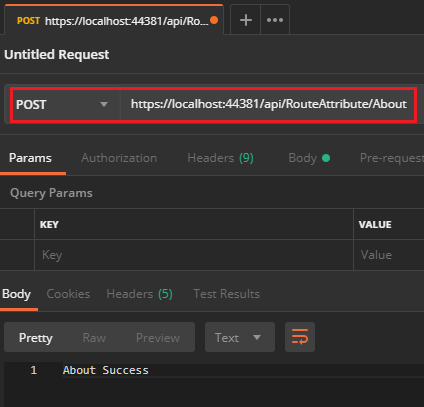 POST https://localhost:44381/api/Ro...
Untitled Request
POST https://localhost:44381/api/RouteAttribute/About
Params Authorization Headers (9) Body Pre-request
Query Params
KEY VALUE
Key Value
Body Cookies Headers (5) Test Results
Pretty Raw Preview Text
1 About Success